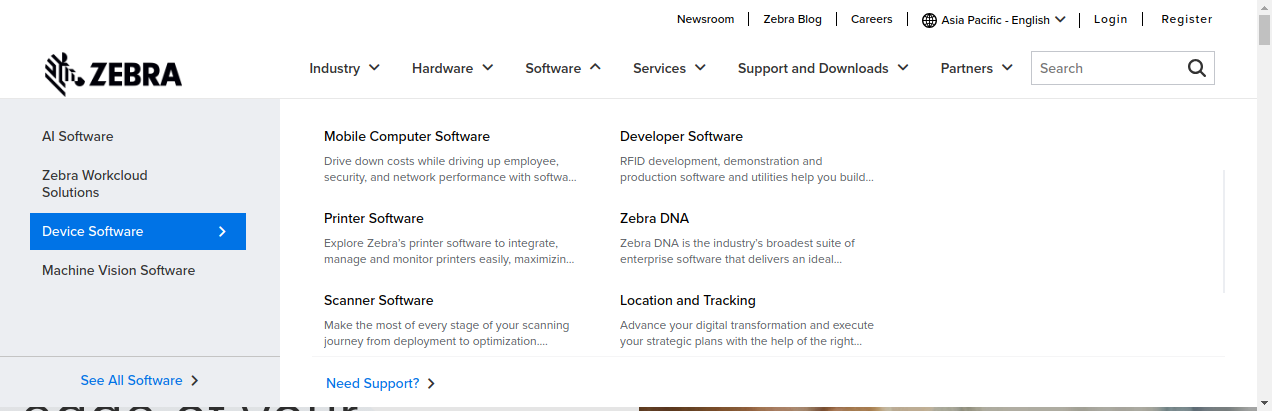 Newsroom
Zebra Blog
Careers
Asia Pacific - English
Login
Register
ZEBRA
Industry
Hardware
Software
Services
Support and Downloads
Partners
Search
AI Software
Zebra Workcloud
Solutions
Device Software
Machine Vision Software
See All Software
Mobile Computer Software
Drive down costs while driving up employee,
security, and network performance with softwa...
Developer Software
RFID development, demonstration and
production software and utilities help you build...
Printer Software
Explore Zebra's printer software to integrate,
manage and monitor printers easily, maximizin...
Zebra DNA
Zebra DNA is the industry's broadest suite of
enterprise software that delivers an ideal...
Scanner Software
Make the most of every stage of your scanning
journey from deployment to optimization....
Location and Tracking
Advance your digital transformation and execute
your strategic plans with the help of the right...
Need Support?
edge of your